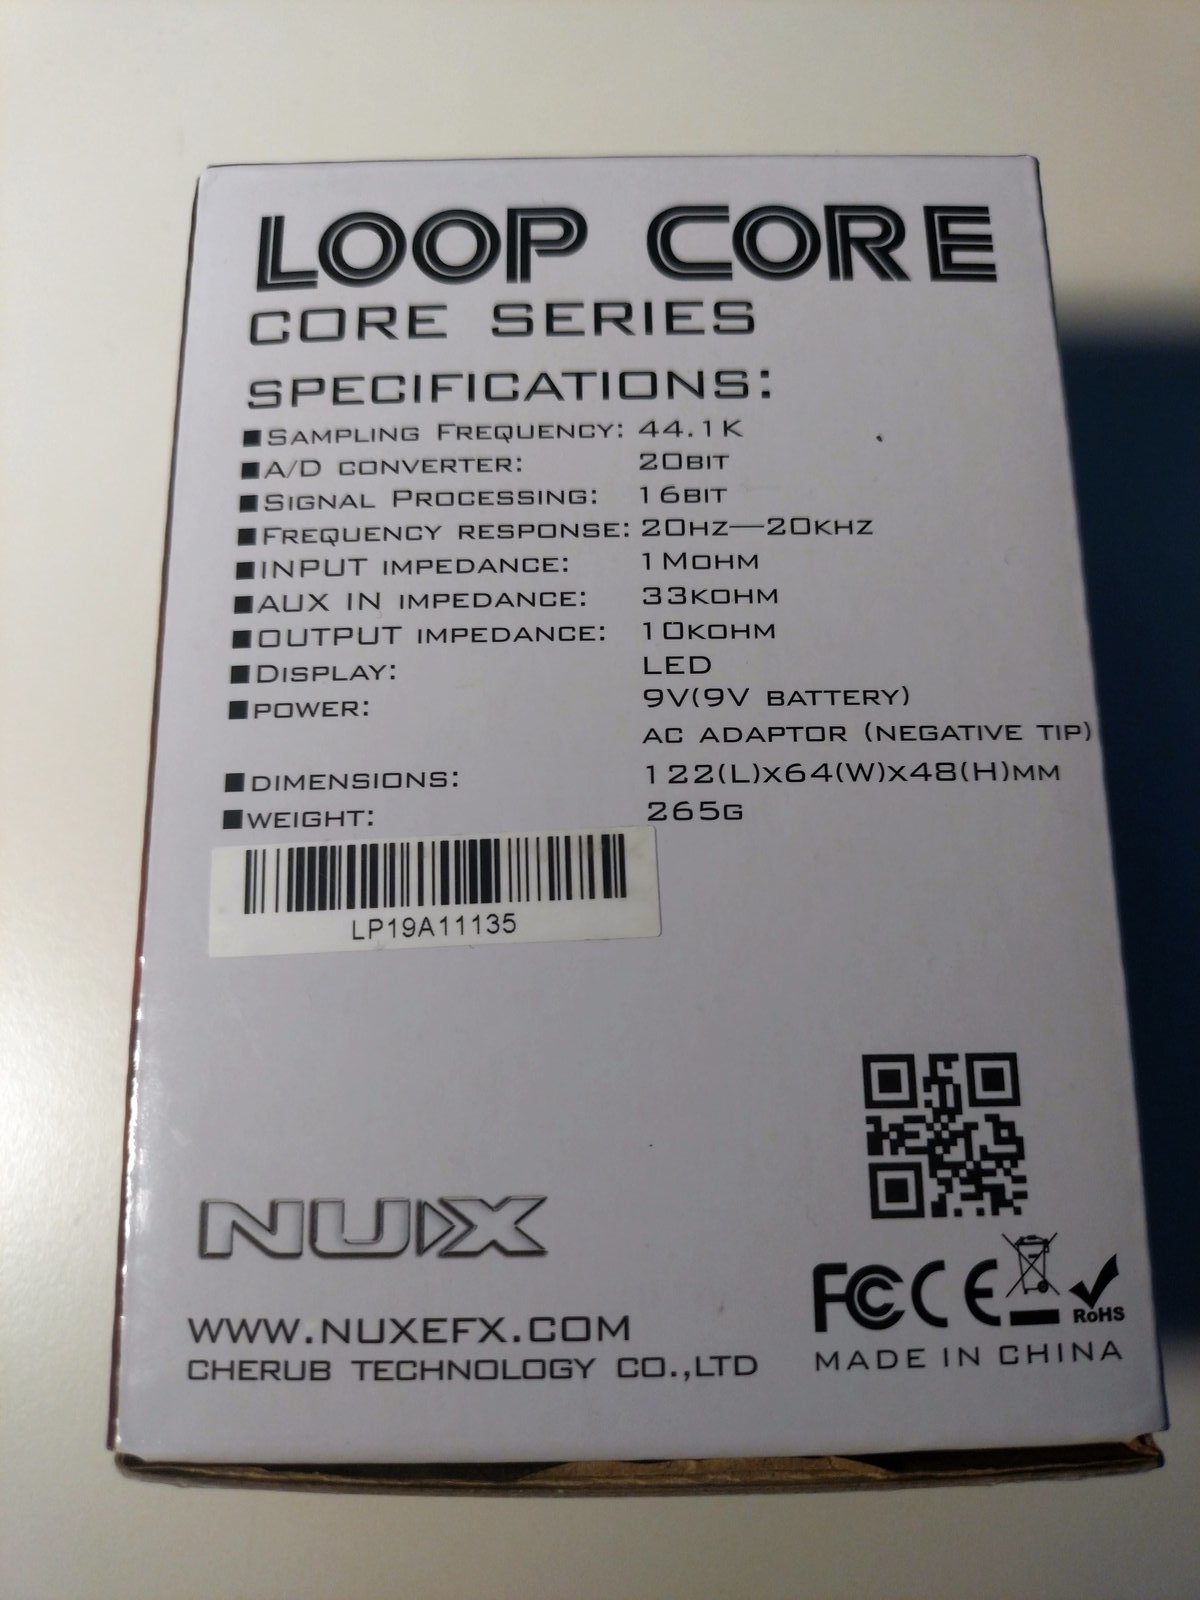 LOOP CORE
CORE SERIES
SPECIFICATIONS:
■SAMPLING FREQUENCY: 44.1K
■A/D CONVERTER: 20BIT
■SIGNAL PROCESSING: 16BIT
■FREQUENCY RESPONSE: 20HZ—20KHZ
■INPUT IMPEDANCE: 1MOHM
■AUX IN IMPEDANCE: 33KOHM
■OUTPUT IMPEDANCE: 10KOHM
■DISPLAY: LED
■POWER: 9V(9V BATTERY)
AC ADAPTOR (NEGATIVE TIP)
■DIMENSIONS: 122(L)x64(W)x48(H)MM
■WEIGHT: 265G
LP19A11135
NUX
WWW.NUXEFX.COM
CHERUB TECHNOLOGY CO.,LTD
FC CE RoHS
MADE IN CHINA